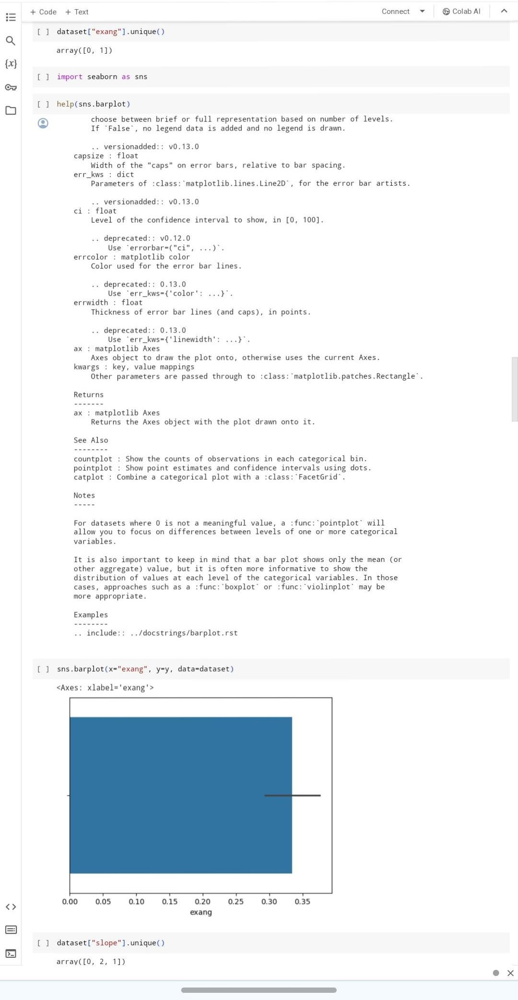 + Code + Text Connect Colab AI
[ ] dataset["exang"].unique()
array([0, 1])
{x}
[ ] import seaborn as sns
[ ] help(sns.barplot)
choose between brief or full representation based on number of levels.
If `False`, no legend data is added and no legend is drawn.
.. versionadded:: v0.13.0
capsize : float
Width of the "caps" on error bars, relative to bar spacing.
err_kws : dict
Parameters of :class:`matplotlib.lines.Line2D`, for the error bar artists.
.. versionadded:: v0.13.0
ci : float
Level of the confidence interval to show, in [0, 100].
.. deprecated:: v0.12.0
Use `errorbar=("ci", ...)`.
errcolor : matplotlib color
Color used for the error bar lines.
.. deprecated:: 0.13.0
Use `err_kws={'color': ...}`.
errwidth : float
Thickness of error bar lines (and caps), in points.
.. deprecated:: 0.13.0
Use `err_kws={'linewidth': ...}`.
ax : matplotlib Axes
Axes object to draw the plot onto, otherwise uses the current Axes.
kwargs : key, value mappings
Other parameters are passed through to :class:`matplotlib.patches.Rectangle`.
Returns
-------
ax : matplotlib Axes
Returns the Axes object with the plot drawn onto it.
See Also
--------
countplot : Show the counts of observations in each categorical bin.
pointplot : Show point estimates and confidence intervals using dots.
catplot : Combine a categorical plot with a :class:`FacetGrid`.
Notes
-----
For datasets where 0 is not a meaningful value, a :func:`pointplot` will
allow you to focus on differences between levels of one or more categorical
variables.
It is also important to keep in mind that a bar plot shows only the mean (or
other aggregate) value, but it is often more informative to show the
distribution of values at each level of the categorical variables. In those
cases, approaches such as a :func:`boxplot` or :func:`violinplot` may be
more appropriate.
Examples
--------
.. include:: ../docstrings/barplot.rst
[ ] sns.barplot(x="exang", y=y, data=dataset)
<Axes: xlabel='exang'>
0.00 0.05 0.10 0.15 0.20 0.25 0.30 0.35
exang
[ ] dataset["slope"].unique()
array([0, 2, 1])